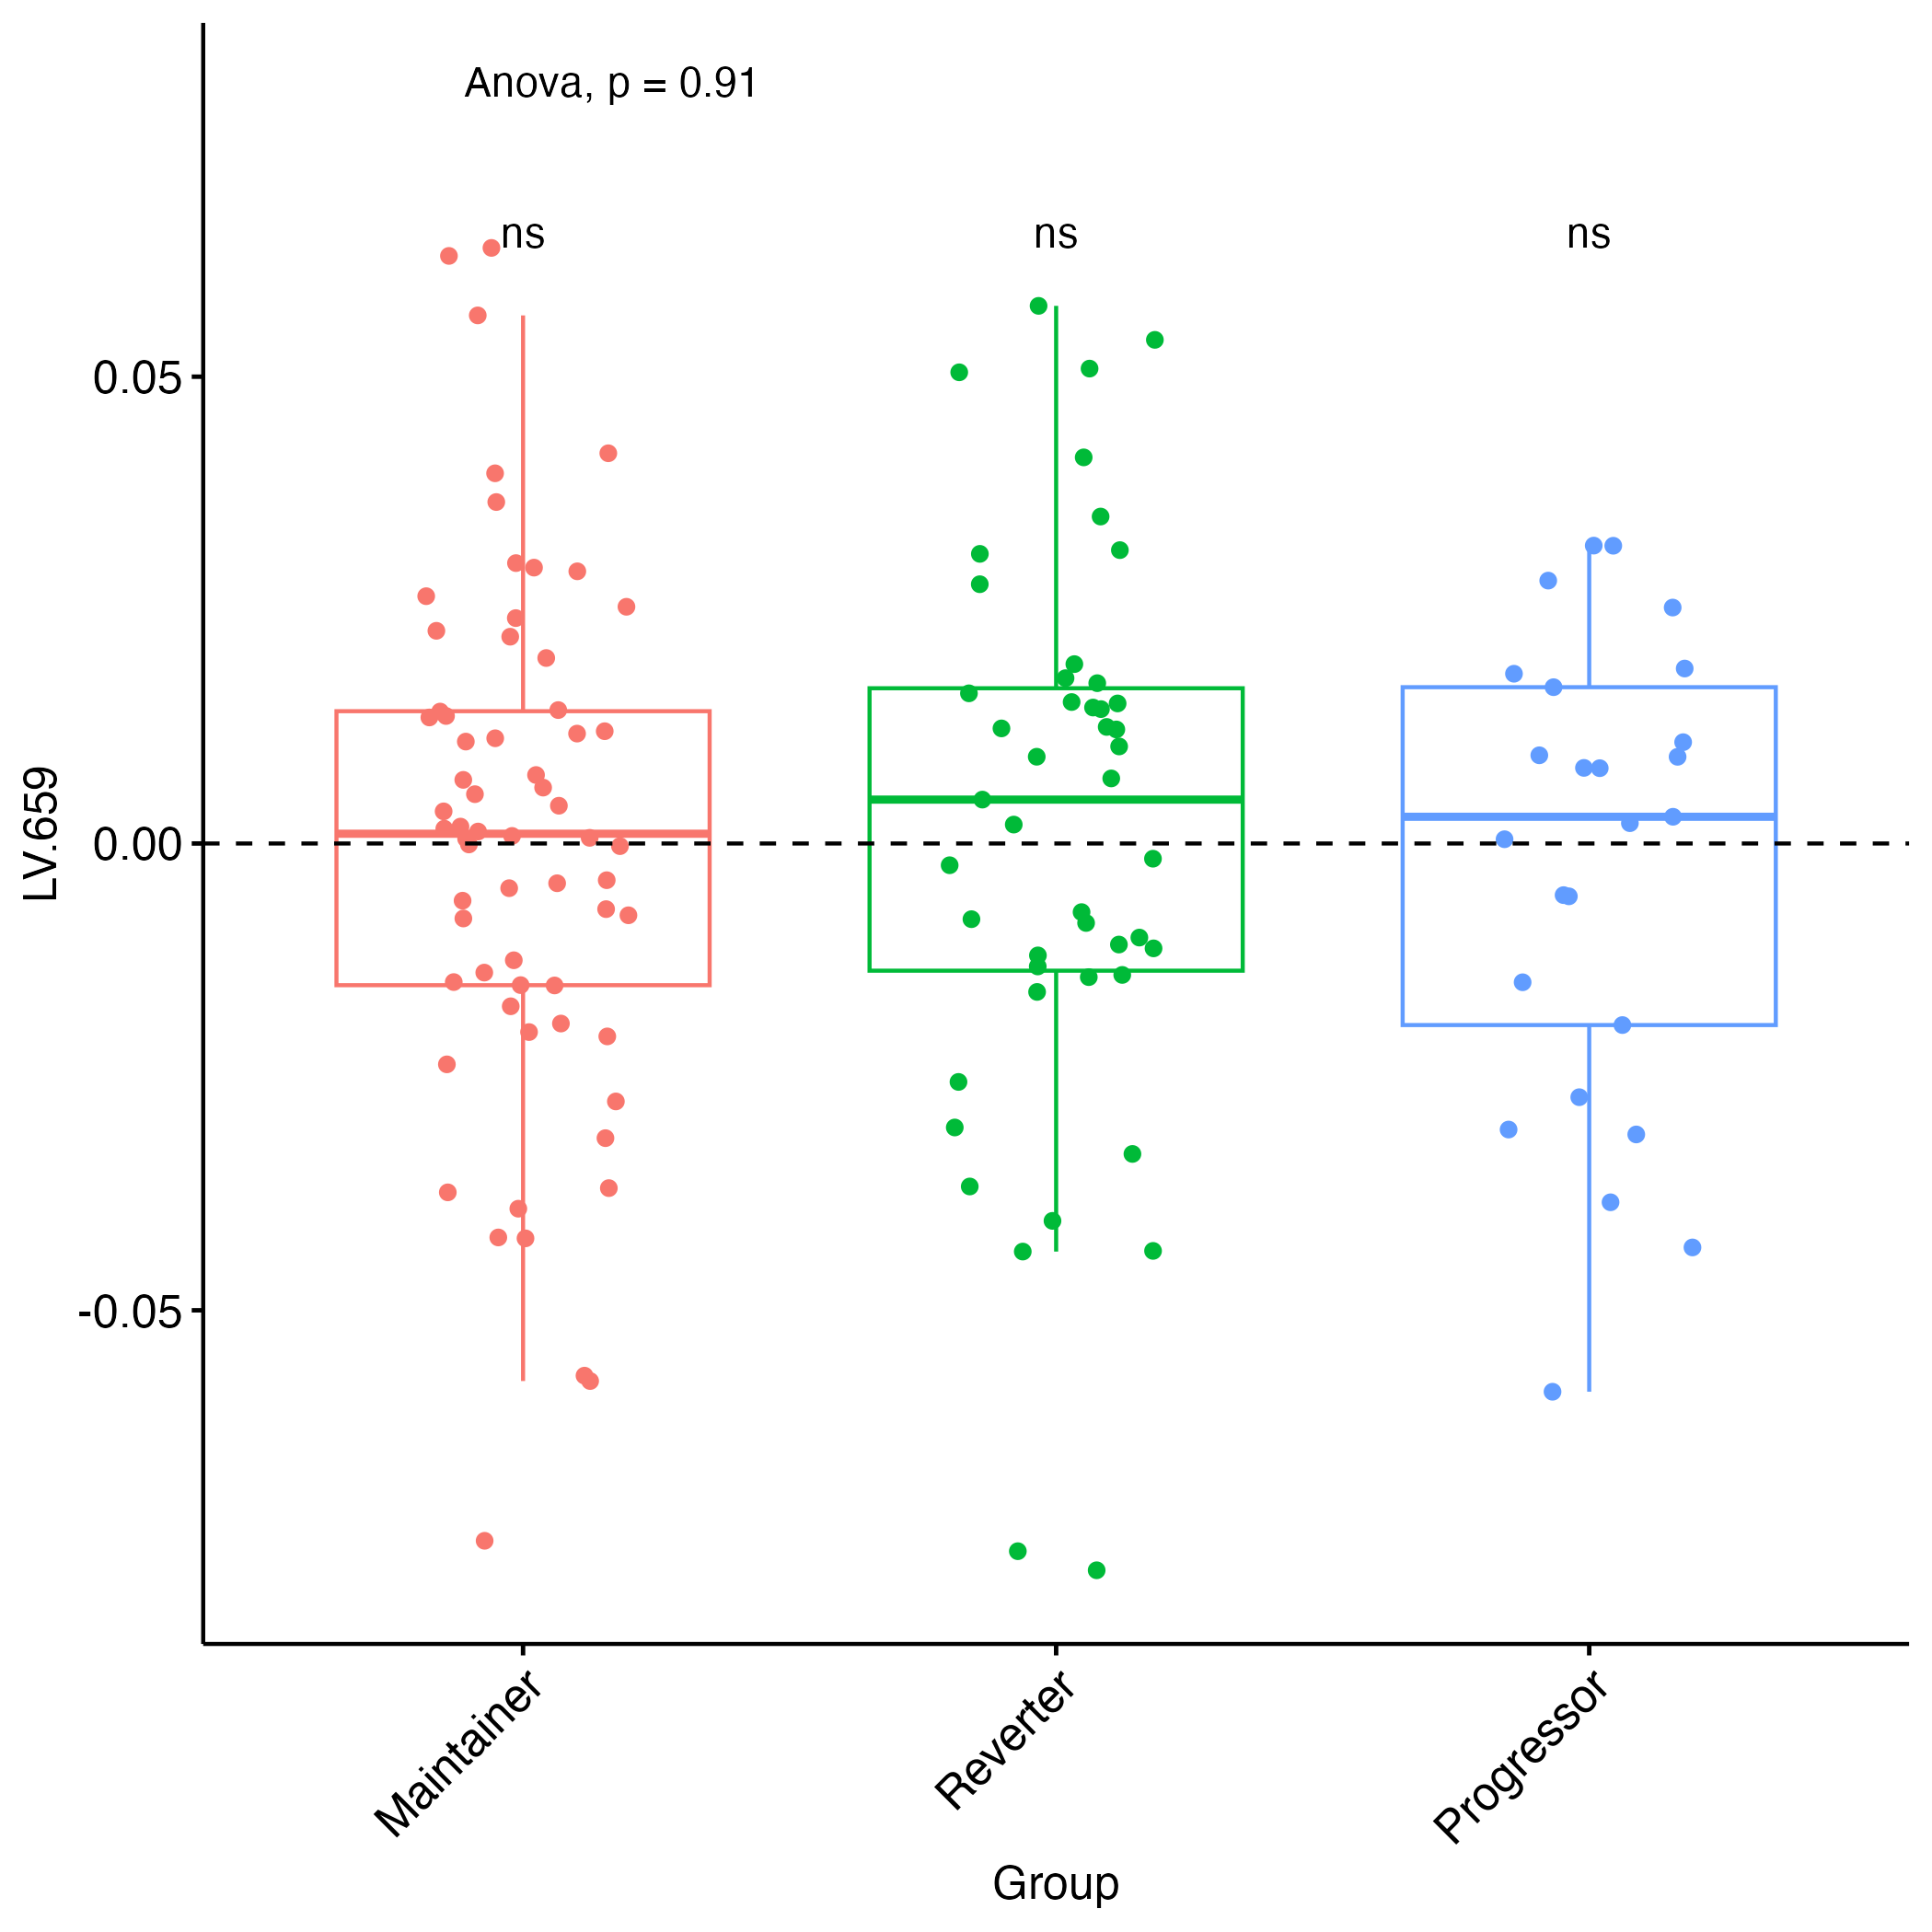 Anova, p = 0.91
ns ns ns
0.05
0.00
-0.05
LV.659
Maintainer
Reverter
Progressor
Group